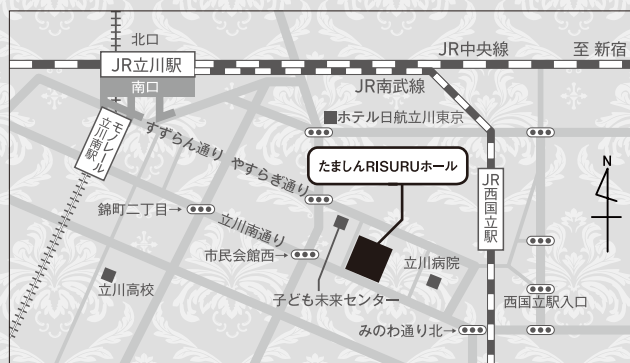 北口
JR立川駅
南口
JR中央線
至 新宿
JR南武線
モノレール
立川南駅
ホテル日航立川東京
すずらん通り
やすらぎ通り
たましんRISURUホール
N
JR西国立駅
錦町二丁目→
立川南通り
市民会館西→
立川病院
立川高校
子ども未来センター
西国立駅入口
みのわ通り北→